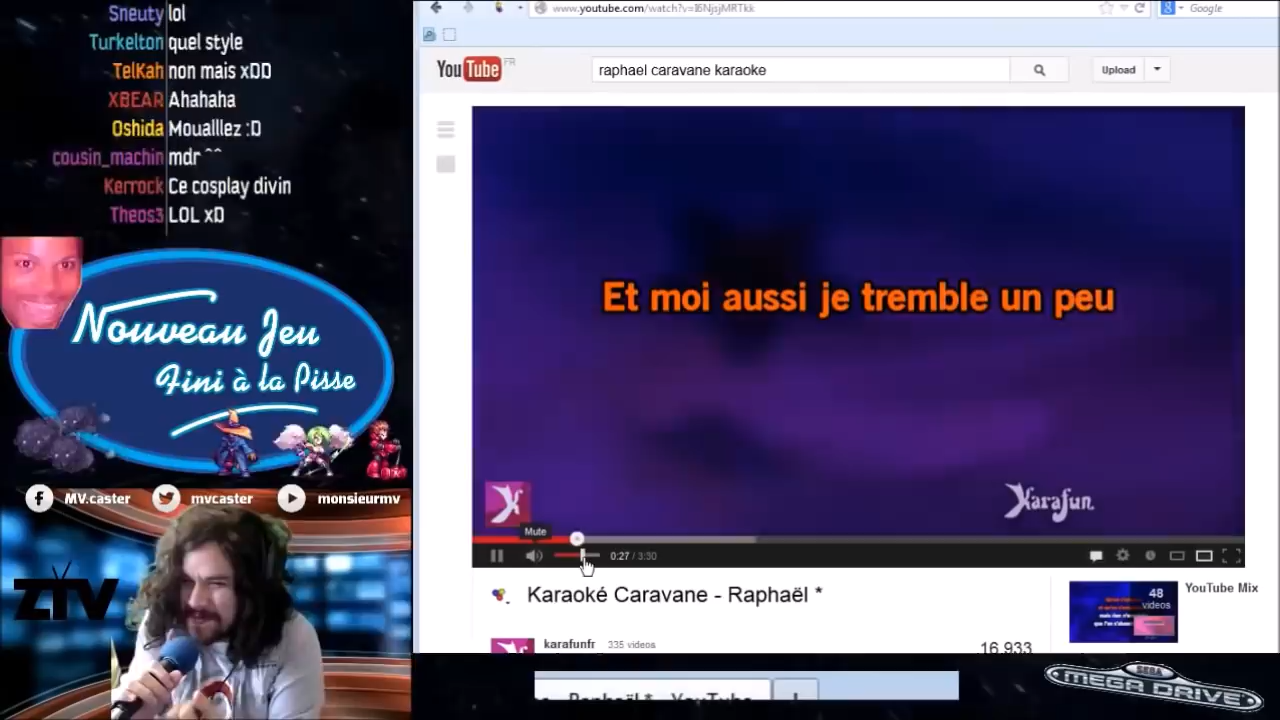 Sneuty lol
Turkelton quel style
TelKah non mais xDD
XBEAR Ahahaha
Oshida Moualllez :D
cousin_machin mdr ^^
Kerrock Ce cosplay divin
Theos3 LOL xD
Nouveau Jeu
Fini à la Pisse
MV.caster mvcaster monsieurmv
ZTV
www.youtube.com/watch?v=I6NjsjMRTkk
Google
YouTube FR
raphael caravane karaoke
Upload
Et moi aussi je tremble un peu
Karafun
Mute
0:27 / 3:30
Karaoké Caravane - Raphaël *
48
videos
YouTube Mix
karafunfr 335 videos
16 933
Raphaël * - YouTube
SEGA
MEGA DRIVE